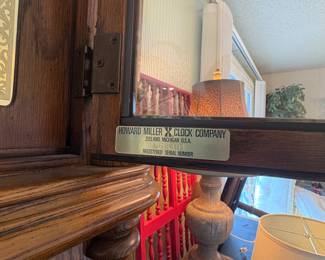 HOWARD MILLER CLOCK COMPANY
ZEELAND, MICHIGAN U.S.A.
REGISTERED SERIAL NUMBER